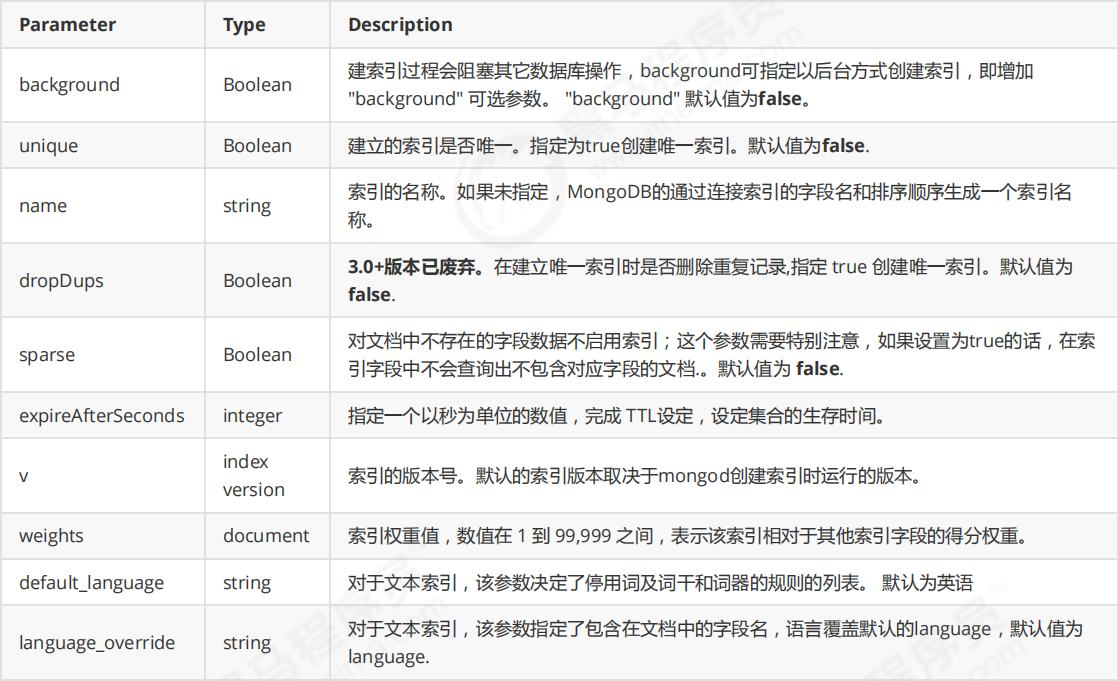 Parameter Type Description
background Boolean 建索引过程会阻塞其它数据库操作，background可指定以后台方式创建索引，即增加
"background" 可选参数。 "background" 默认值为false。
unique Boolean 建立的索引是否唯一。指定为true创建唯一索引。默认值为false.
name string 索引的名称。如果未指定，MongoDB的通过连接索引的字段名和排序顺序生成一个索引名
称。
dropDups Boolean 3.0+版本已废弃。在建立唯一索引时是否删除重复记录,指定 true 创建唯一索引。默认值为
false.
sparse Boolean 对文档中不存在的字段数据不启用索引；这个参数需要特别注意，如果设置为true的话，在索
引字段中不会查询出不包含对应字段的文档.。默认值为 false.
expireAfterSeconds integer 指定一个以秒为单位的数值，完成 TTL设定，设定集合的生存时间。
v index
version 索引的版本号。默认的索引版本取决于mongod创建索引时运行的版本。
weights document 索引权重值，数值在 1 到 99,999 之间，表示该索引相对于其他索引字段的得分权重。
default_language string 对于文本索引，该参数决定了停用词及词干和词器的规则的列表。 默认为英语
language_override string 对于文本索引，该参数指定了包含在文档中的字段名，语言覆盖默认的language，默认值为
language.